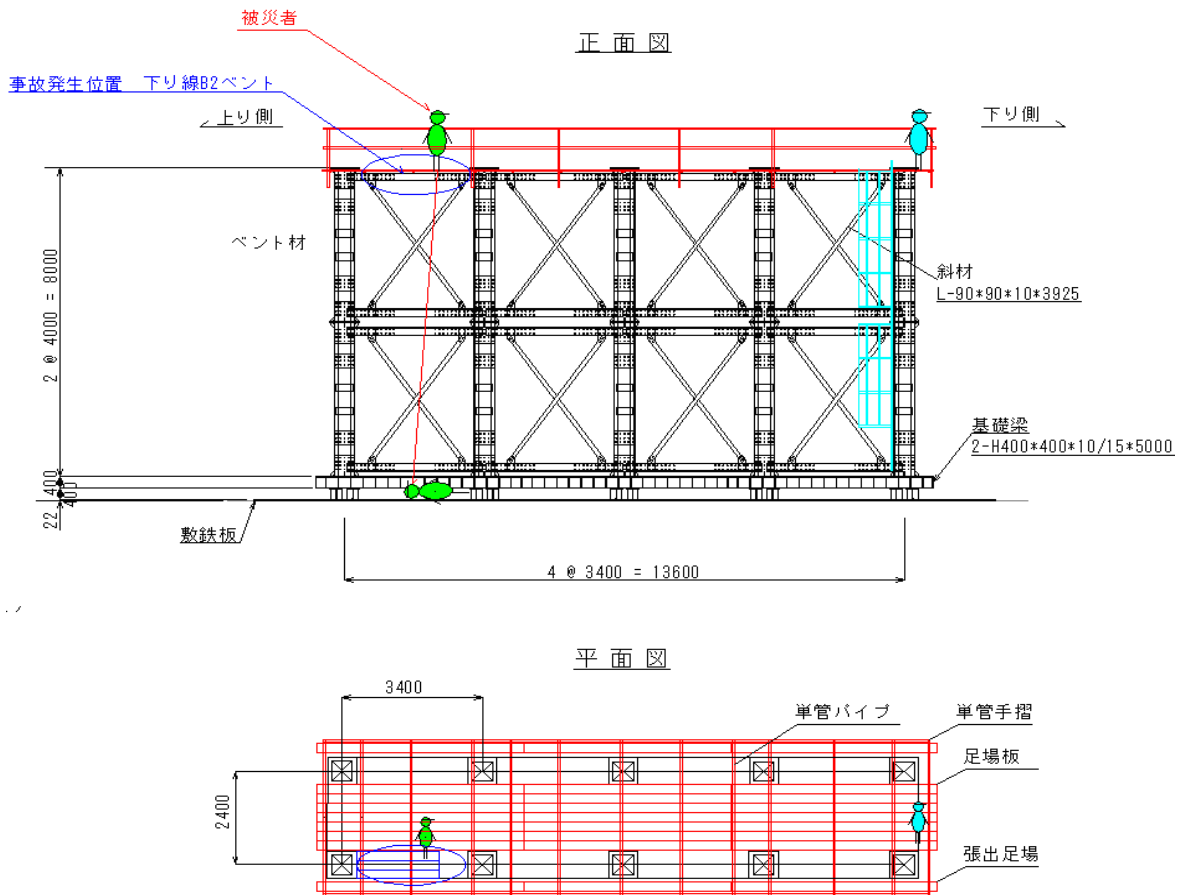 被災者
正 面 図
事故発生位置　下り線B2ベント
上り側
下り側
ベント材
2 @ 4000 = 8000
斜材
L-90*90*10*3925
基礎梁
2-H400*400*10/15*5000
400
400
22
敷鉄板
4 @ 3400 = 13600
平 面 図
3400
単管パイプ
単管手摺
足場板
2400
張出足場